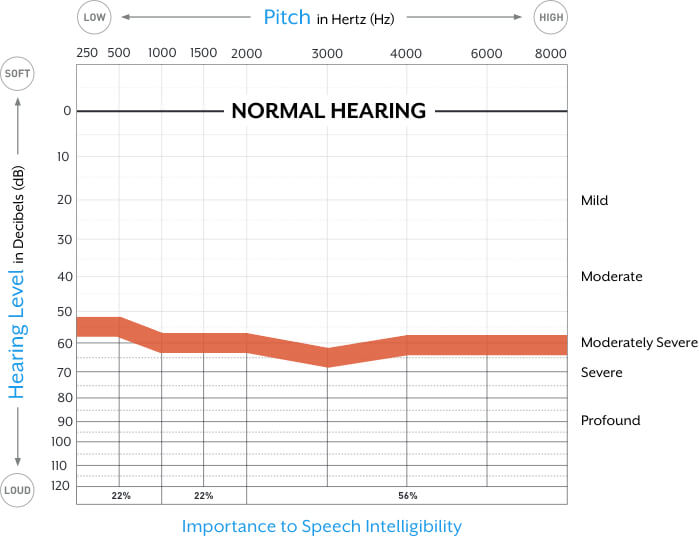 LOW Pitch in Hertz (Hz) HIGH
250 500 1000 1500 2000 3000 4000 6000 8000
SOFT
Hearing Level in Decibels (dB)
LOUD
0 NORMAL HEARING
10
20 Mild
30
40 Moderate
50
60 Moderately Severe
70 Severe
80
90 Profound
100
110
120
22% 22% 56%
Importance to Speech Intelligibility